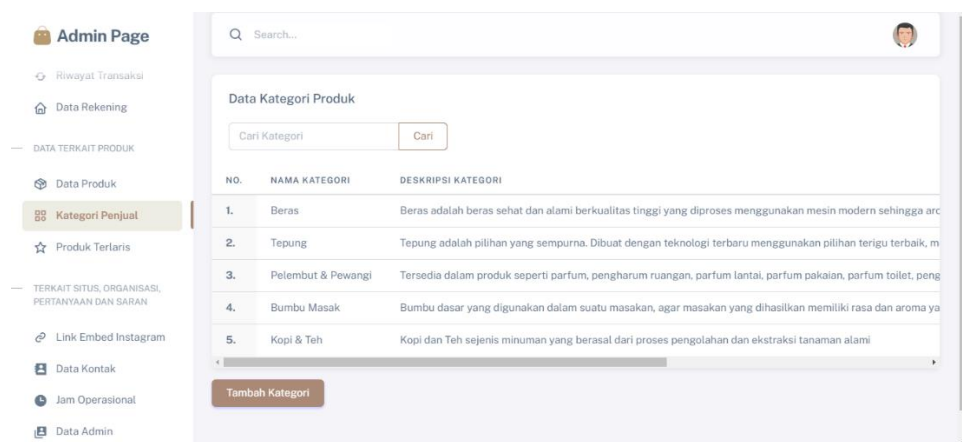 Admin Page
Riwayat Transaksi
Data Rekening
DATA TERKAIT PRODUK
Data Produk
Kategori Penjual
Produk Terlaris
TERKAIT SITUS, ORGANISASI,
PERTANYAAN DAN SARAN
Link Embed Instagram
Data Kontak
Jam Operasional
Data Admin
Search...
Data Kategori Produk
Cari Kategori Cari
NO. NAMA KATEGORI DESKRIPSI KATEGORI
1. Beras Beras adalah beras sehat dan alami berkualitas tinggi yang diproses menggunakan mesin modern sehingga
2. Tepung Tepung adalah pilihan yang sempurna. Dibuat dengan teknologi terbaru menggunakan pilihan terigu terbaik, m
3. Pelembut & Pewangi Tersedia dalam produk seperti parfum, pengharum ruangan, parfum lantai, parfum pakaian, parfum toilet, peng
4. Bumbu Masak Bumbu dasar yang digunakan dalam suatu masakan, agar masakan yang dihasilkan memiliki rasa dan aroma ya
5. Kopi & Teh Kopi dan Teh sejenis minuman yang berasal dari proses pengolahan dan ekstraksi tanaman alami
Tambah Kategori